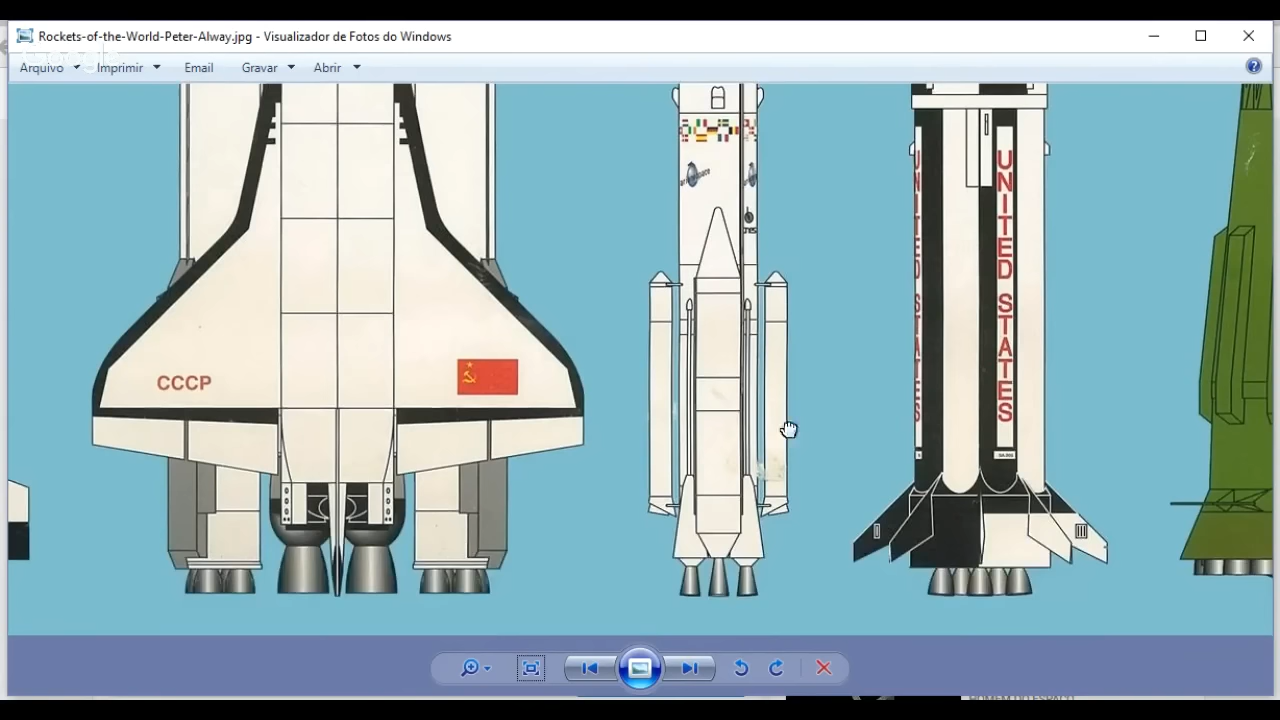 Rockets-of-the-World-Peter-Alway.jpg - Visualizador de Fotos do Windows
Arquivo Imprimir Email Gravar Abrir
CCCP
UNITED STATES
UNITED STATES